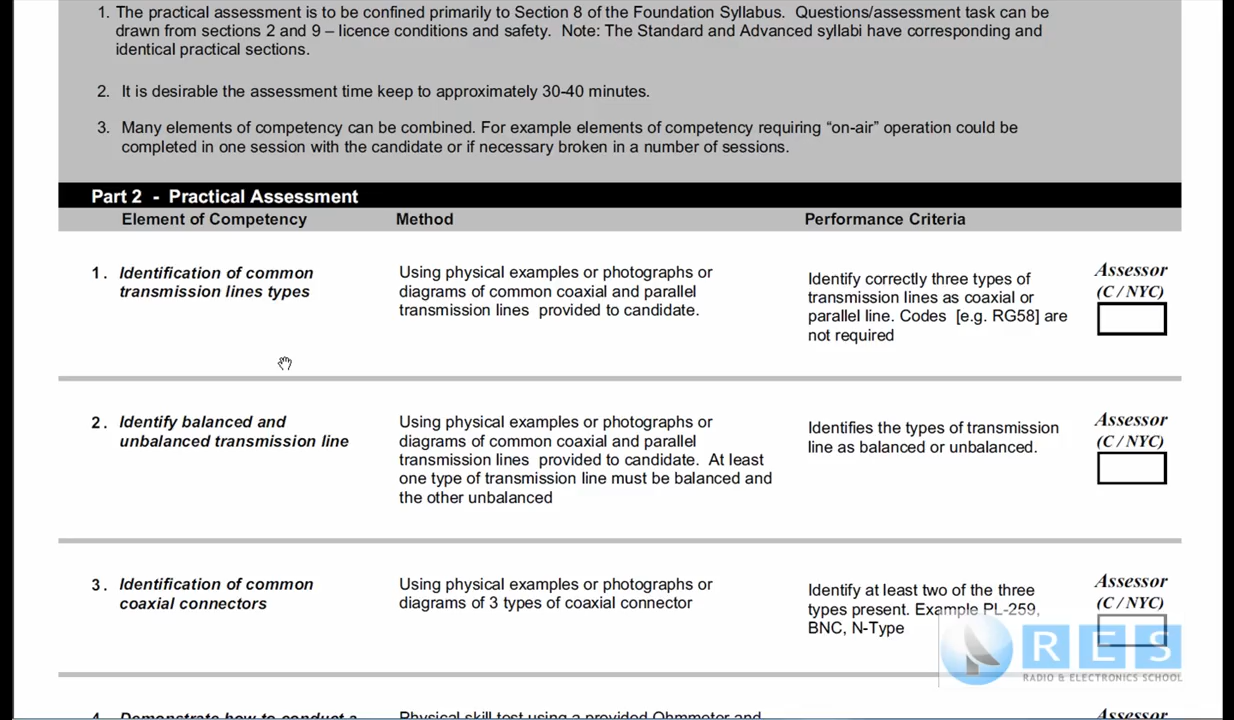 1. The practical assessment is to be confined primarily to Section 8 of the Foundation Syllabus. Questions/assessment task can be
drawn from sections 2 and 9 – licence conditions and safety. Note: The Standard and Advanced syllabi have corresponding and
identical practical sections.
2. It is desirable the assessment time keep to approximately 30-40 minutes.
3. Many elements of competency can be combined. For example elements of competency requiring “on-air” operation could be
completed in one session with the candidate or if necessary broken in a number of sessions.
Part 2 - Practical Assessment
Element of Competency Method Performance Criteria
1. Identification of common
transmission lines types
Using physical examples or photographs or
diagrams of common coaxial and parallel
transmission lines provided to candidate.
Identify correctly three types of
transmission lines as coaxial or
parallel line. Codes [e.g. RG58] are
not required
Assessor
(C / NYC)
2. Identify balanced and
unbalanced transmission line
Using physical examples or photographs or
diagrams of common coaxial and parallel
transmission lines provided to candidate. At least
one type of transmission line must be balanced and
the other unbalanced
Identifies the types of transmission
line as balanced or unbalanced.
Assessor
(C / NYC)
3. Identification of common
coaxial connectors
Using physical examples or photographs or
diagrams of 3 types of coaxial connector
Identify at least two of the three
types present. Example PL-259,
BNC, N-Type
Assessor
(C / NYC)
RES
RADIO & ELECTRONICS SCHOOL
4. Demonstrate how to conduct a
Physical skill test using a provided Ohmmeter and
Assessor